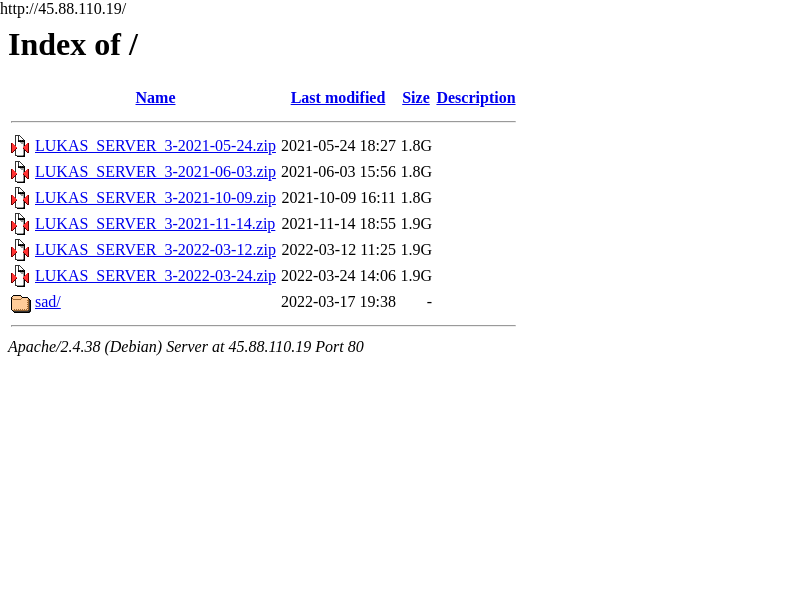 http://45.88.110.19/
Index of /
Name Last modified Size Description
LUKAS_SERVER_3-2021-05-24.zip 2021-05-24 18:27 1.8G
LUKAS_SERVER_3-2021-06-03.zip 2021-06-03 15:56 1.8G
LUKAS_SERVER_3-2021-10-09.zip 2021-10-09 16:11 1.8G
LUKAS_SERVER_3-2021-11-14.zip 2021-11-14 18:55 1.9G
LUKAS_SERVER_3-2022-03-12.zip 2022-03-12 11:25 1.9G
LUKAS_SERVER_3-2022-03-24.zip 2022-03-24 14:06 1.9G
sad/ 2022-03-17 19:38 -
Apache/2.4.38 (Debian) Server at 45.88.110.19 Port 80